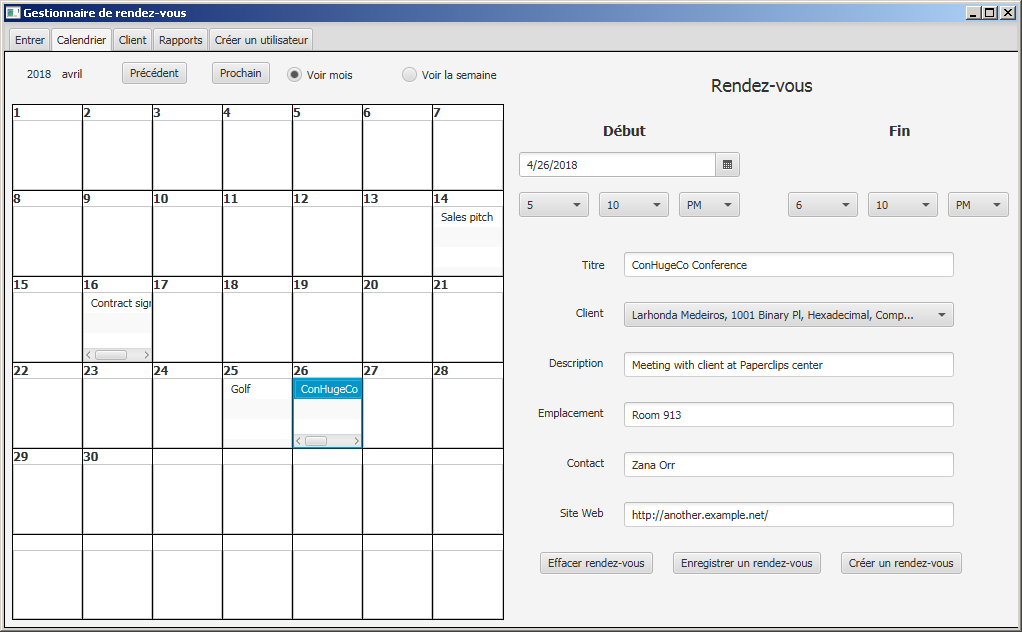 Gestionnaire de rendez-vous
Entrer Calendrier Client Rapports Créer un utilisateur
2018 avril Précédent Prochain Voir mois Voir la semaine
1 2 3 4 5 6 7
8 9 10 11 12 13 14
Sales pitch
15 16 17 18 19 20 21
Contract sign
22 23 24 25 26 27 28
Golf ConHugeCo
29 30
Rendez-vous
Début Fin
4/26/2018
5 10 PM 6 10 PM
Titre ConHugeCo Conference
Client Larhonda Medeiros, 1001 Binary Pl, Hexadecimal, Comp...
Description Meeting with client at Paperclips center
Emplacement Room 913
Contact Zana Orr
Site Web http://another.example.net/
Effacer rendez-vous Enregistrer un rendez-vous Créer un rendez-vous